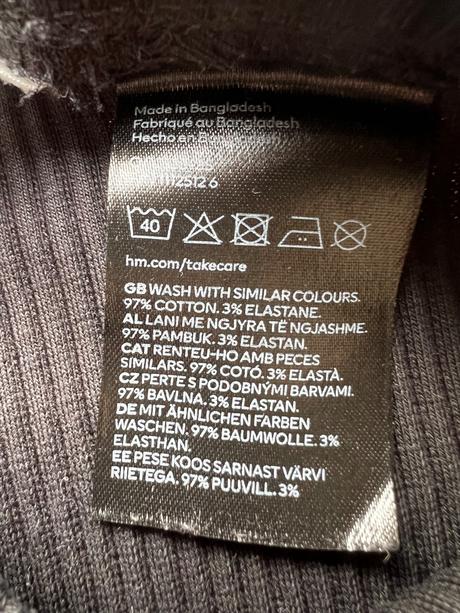 Made in Bangladesh
Fabriqué au Bangladesh
Hecho en
40
hm.com/takecare
GB WASH WITH SIMILAR COLOURS.
97% COTTON. 3% ELASTANE.
AL LANI ME NGJYRA TË NGJASHME.
97% PAMBUK. 3% ELASTAN.
CAT RENTEU-HO AMB PECES
SIMILARS. 97% COTÓ. 3% ELASTÀ.
CZ PERTE S PODOBNÝMI BARVAMI.
97% BAVLNA. 3% ELASTAN.
DE MIT ÄHNLICHEN FARBEN
WASCHEN. 97% BAUMWOLLE. 3%
ELASTHAN.
EE PESE KOOS SARNAST VÄRVI
RIIETEGA. 97% PUUVILL. 3%